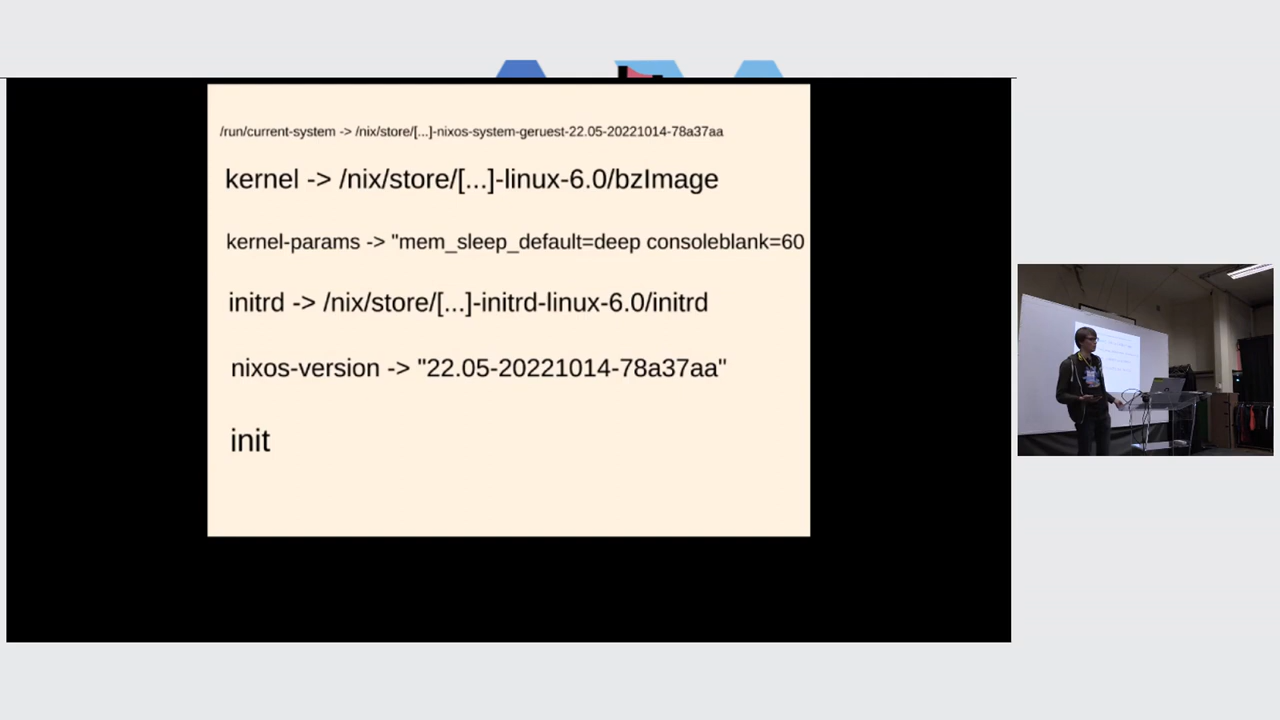 /run/current-system -> /nix/store/[...]-nixos-system-geruest-22.05-20221014-78a37aa
kernel -> /nix/store/[...]-linux-6.0/bzImage
kernel-params -> "mem_sleep_default=deep consoleblank=60
initrd -> /nix/store/[...]-initrd-linux-6.0/initrd
nixos-version -> "22.05-20221014-78a37aa"
init